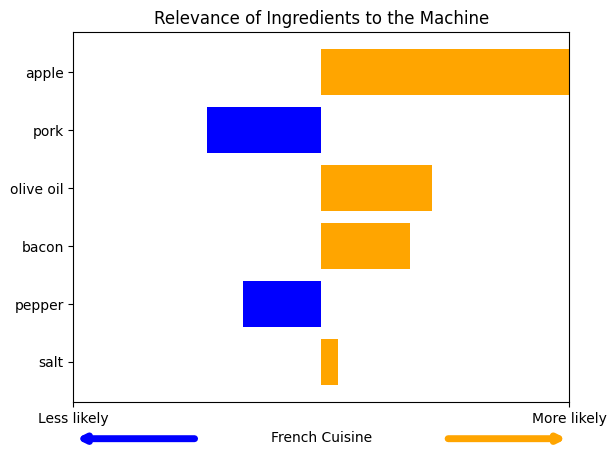 Relevance of Ingredients to the Machine
apple
pork
olive oil
bacon
pepper
salt
Less likely
More likely
French Cuisine